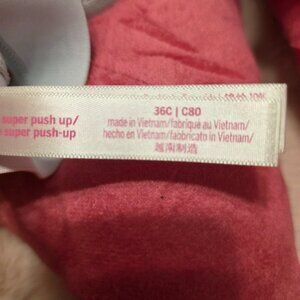 super push up/
super push-up
36C | C80
made in Vietnam/fabriqué au Vietnam/
hecho en Vietnam/fabbricato in Vietnam/
越南制造